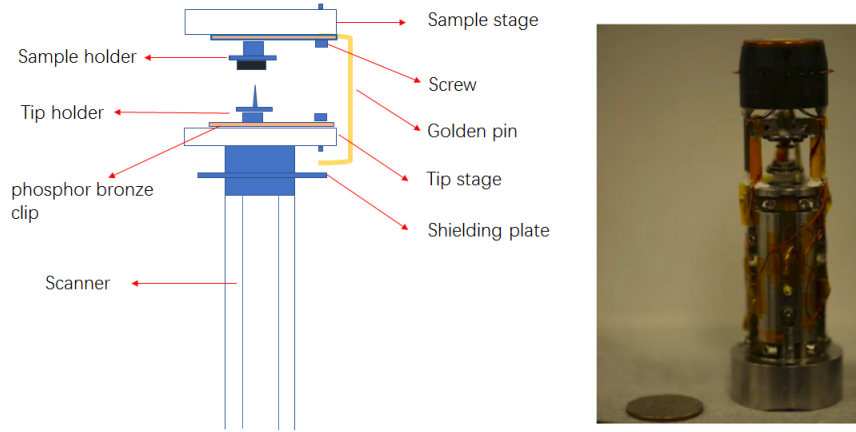 Sample stage
Sample holder
Screw
Tip holder
Golden pin
Tip stage
phosphor bronze
clip
Shielding plate
Scanner